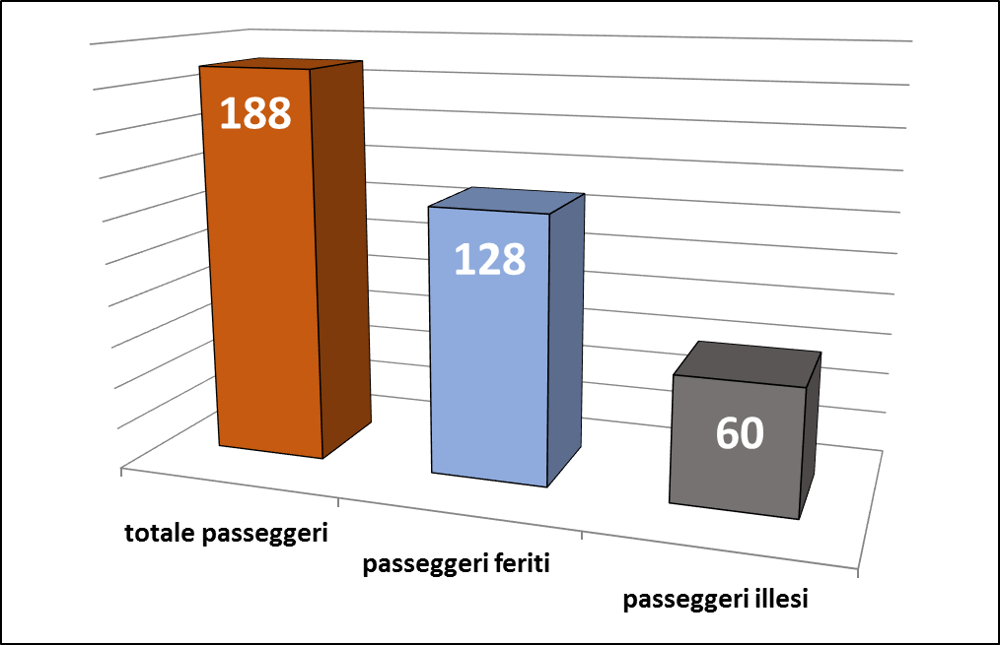 188
128
60
totale passeggeri
passeggeri feriti
passeggeri illesi